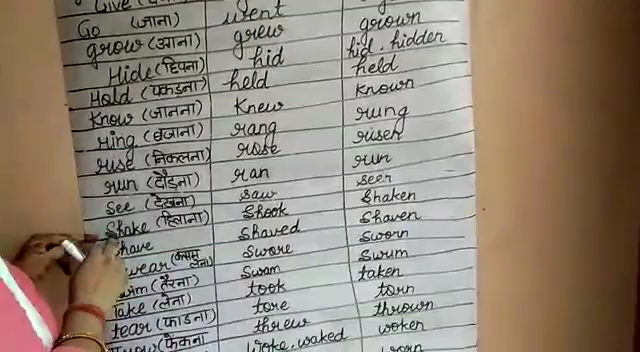 Give
Go (जाना) went
grow (उगना) grew grown
Hide (छिपना) hid hid, hidden
Hold (पकड़ना) held held
Know (जानना) knew known
ring (बजाना) rang rung
rise (निकलना) rose risen
run (दौड़ना) ran run
See (देखना) saw seen
Shake (हिलाना) Shook Shaken
Shave Shaved Shaven
wear लेना) Swore Sworn
wim (तैरना) Swam Swum
Take (लेना) took taken
tear (फाड़ना) tore torn
(फेंकना) threw thrown
Woke, waked woken